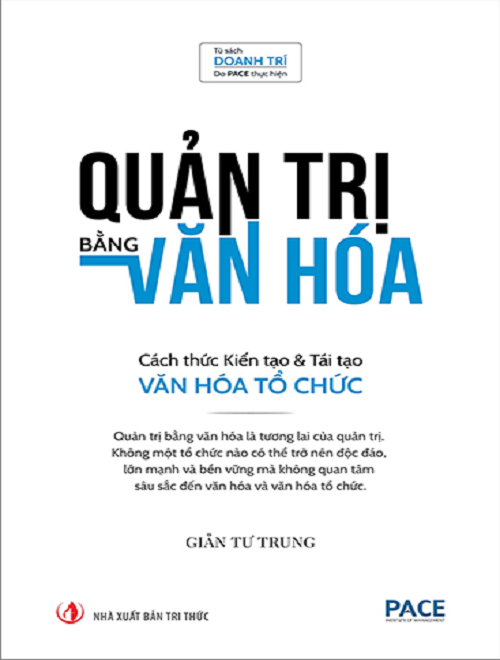 Tủ sách
DOANH TRÍ
Do PACE thực hiện
QUẢN TRỊ
BẰNG
VĂN HÓA
Cách thức Kiến tạo & Tái tạo
VĂN HÓA TỔ CHỨC
Quản trị bằng văn hóa là tương lai của quản trị.
Không một tổ chức nào có thể trở nên độc đáo,
lớn mạnh và bền vững mà không quan tâm
sâu sắc đến văn hóa và văn hóa tổ chức.
GIẢN TƯ TRUNG
NHÀ XUẤT BẢN TRI THỨC
PACE
INSTITUTE OF MANAGEMENT